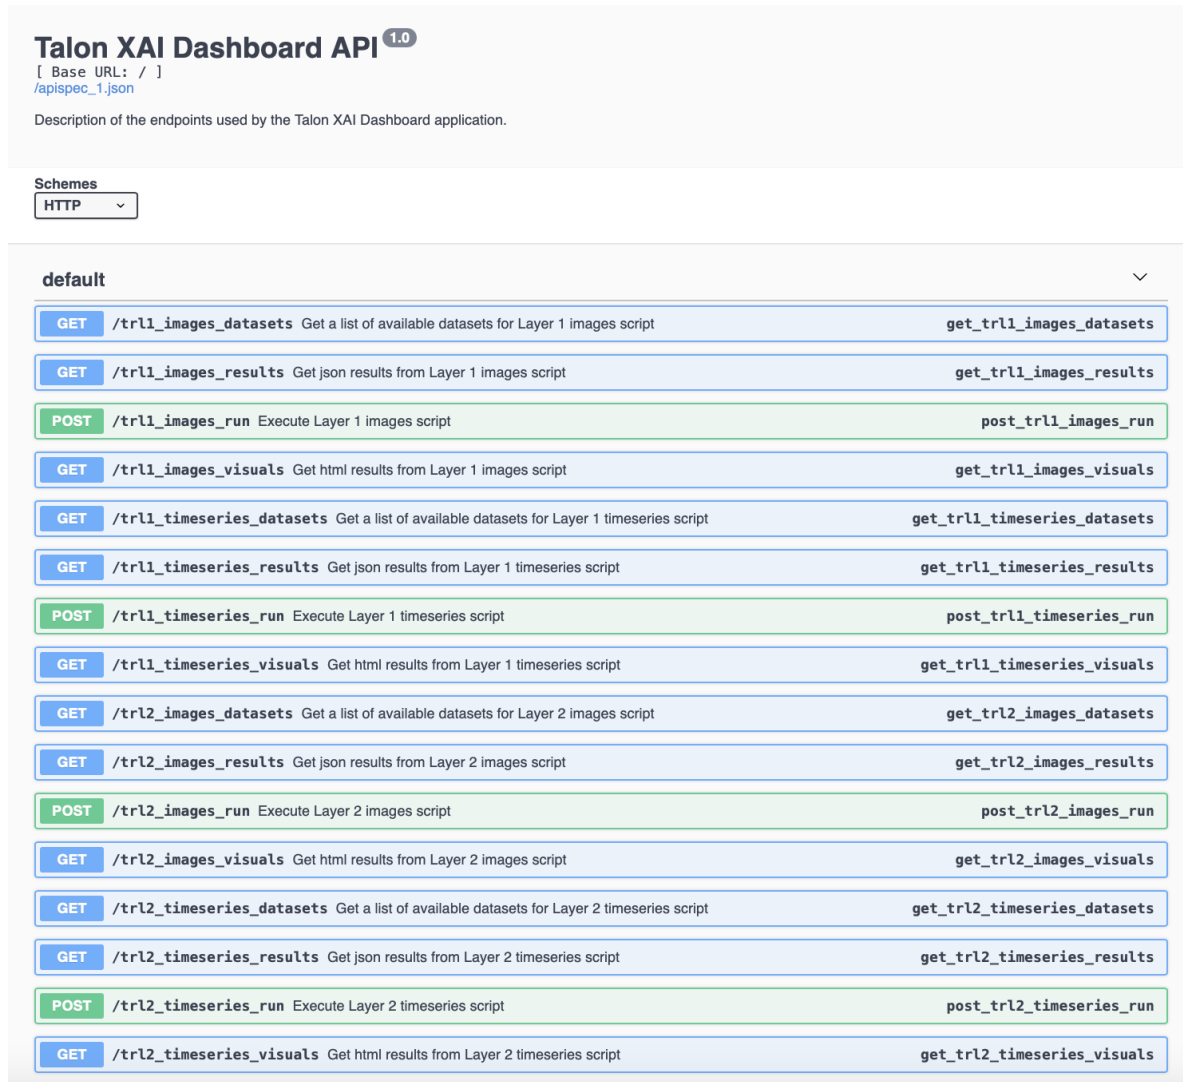 Talon XAI Dashboard API 1.0
[ Base URL: / ]
/apispec_1.json
Description of the endpoints used by the Talon XAI Dashboard application.
Schemes
HTTP
default
GET /trl1_images_datasets Get a list of available datasets for Layer 1 images script get_trl1_images_datasets
GET /trl1_images_results Get json results from Layer 1 images script get_trl1_images_results
POST /trl1_images_run Execute Layer 1 images script post_trl1_images_run
GET /trl1_images_visuals Get html results from Layer 1 images script get_trl1_images_visuals
GET /trl1_timeseries_datasets Get a list of available datasets for Layer 1 timeseries script get_trl1_timeseries_datasets
GET /trl1_timeseries_results Get json results from Layer 1 timeseries script get_trl1_timeseries_results
POST /trl1_timeseries_run Execute Layer 1 timeseries script post_trl1_timeseries_run
GET /trl1_timeseries_visuals Get html results from Layer 1 timeseries script get_trl1_timeseries_visuals
GET /trl2_images_datasets Get a list of available datasets for Layer 2 images script get_trl2_images_datasets
GET /trl2_images_results Get json results from Layer 2 images script get_trl2_images_results
POST /trl2_images_run Execute Layer 2 images script post_trl2_images_run
GET /trl2_images_visuals Get html results from Layer 2 images script get_trl2_images_visuals
GET /trl2_timeseries_datasets Get a list of available datasets for Layer 2 timeseries script get_trl2_timeseries_datasets
GET /trl2_timeseries_results Get json results from Layer 2 timeseries script get_trl2_timeseries_results
POST /trl2_timeseries_run Execute Layer 2 timeseries script post_trl2_timeseries_run
GET /trl2_timeseries_visuals Get html results from Layer 2 timeseries script get_trl2_timeseries_visuals